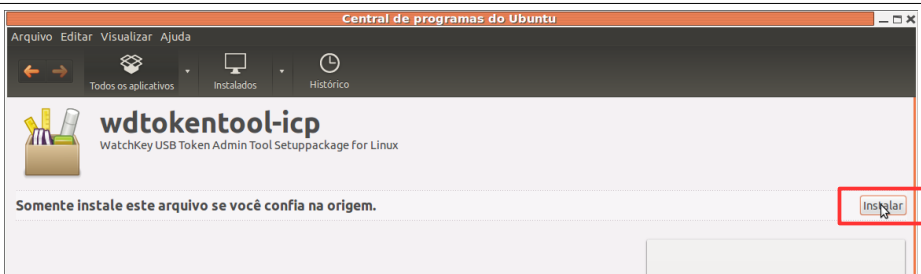 Central de programas do Ubuntu
Arquivo Editar Visualizar Ajuda
Todos os aplicativos Instalados Histórico
wdtokentool-icp
WatchKey USB Token Admin Tool Setuppackage for Linux
Somente instale este arquivo se você confia na origem. Instalar